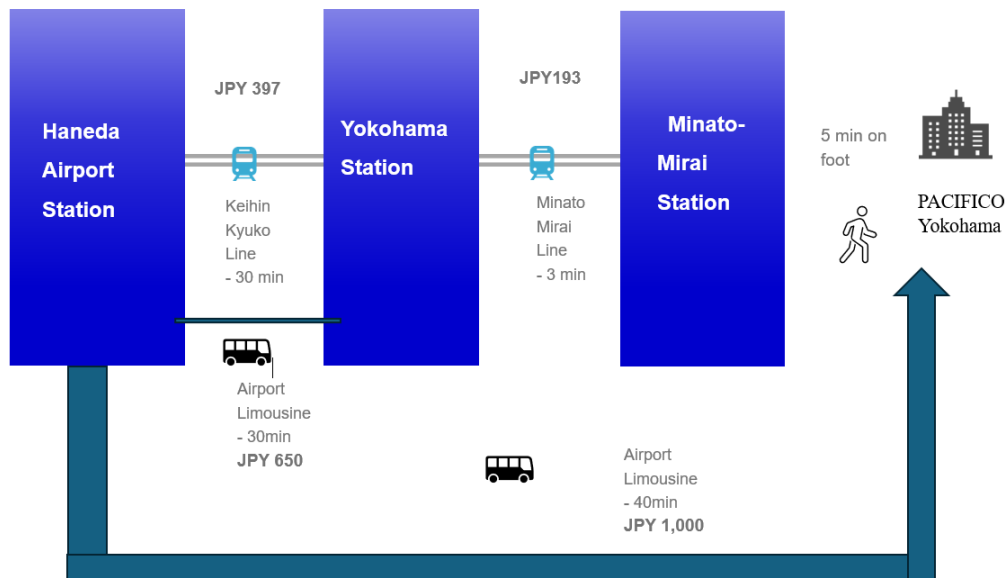 Haneda
Airport
Station
JPY 397
Keihin
Kyuko
Line
- 30 min
Airport
Limousine
- 30min
JPY 650
Yokohama
Station
JPY193
Minato
Mirai
Line
- 3 min
Minato-
Mirai
Station
5 min on
foot
PACIFICO
Yokohama
Airport
Limousine
- 40min
JPY 1,000